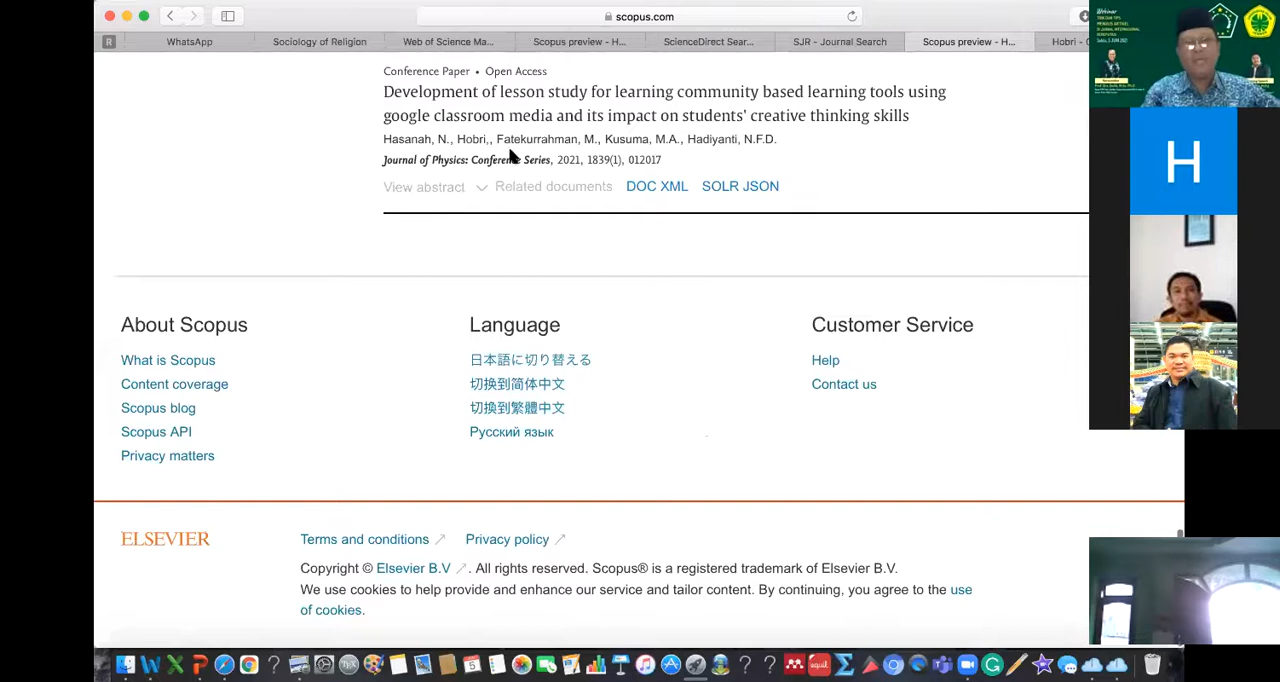 scopus.com
R
WhatsApp
Sociology of Religion
Web of Science Ma...
Scopus preview - H...
ScienceDirect Sear...
SJR - Journal Search
Scopus preview - H...
Hobri -
Conference Paper • Open Access
Development of lesson study for learning community based learning tools using
google classroom media and its impact on students' creative thinking skills
Hasanah, N., Hobri,, Fatekurrahman, M., Kusuma, M.A., Hadiyanti, N.F.D.
Journal of Physics: Conference Series, 2021, 1839(1), 012017
View abstract Related documents DOC XML SOLR JSON
About Scopus
What is Scopus
Content coverage
Scopus blog
Scopus API
Privacy matters
Language
日本語に切り替える
切换到简体中文
切換到繁體中文
Русский язык
Customer Service
Help
Contact us
ELSEVIER
Terms and conditions ↗ Privacy policy ↗
Copyright © Elsevier B.V ↗. All rights reserved. Scopus® is a registered trademark of Elsevier B.V.
We use cookies to help provide and enhance our service and tailor content. By continuing, you agree to the use
of cookies.
Webinar
H